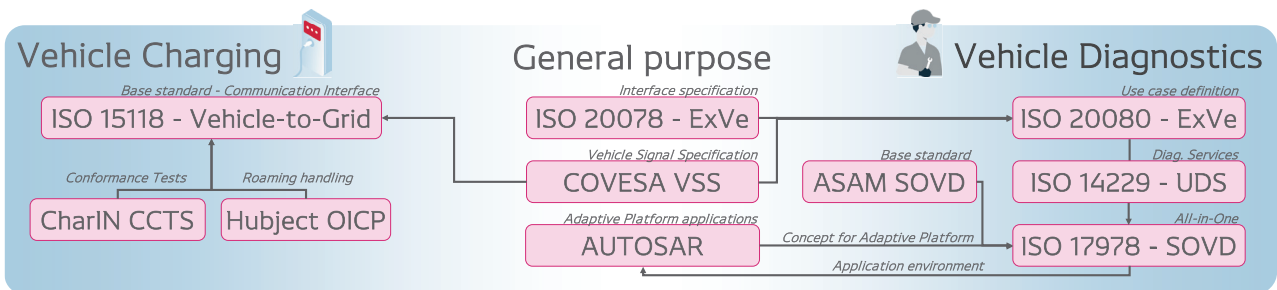 Vehicle Charging
General purpose
Vehicle Diagnostics
Base standard - Communication Interface
ISO 15118 - Vehicle-to-Grid
Conformance Tests
Roaming handling
CharIN CCTS
Hubject OICP
Interface specification
ISO 20078 - ExVe
Vehicle Signal Specification
COVESA VSS
Adaptive Platform applications
AUTOSAR
Base standard
ASAM SOVD
Concept for Adaptive Platform
Application environment
Use case definition
ISO 20080 - ExVe
Diag. Services
ISO 14229 - UDS
All-in-One
ISO 17978 - SOVD